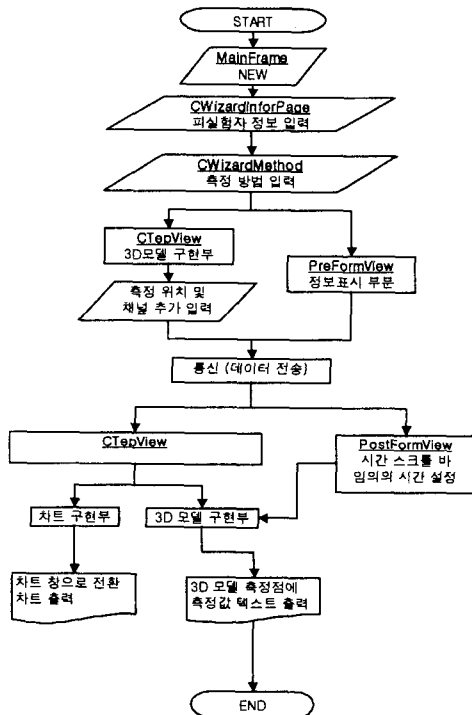 START
MainFrame
NEW
CWizardInforPage
피실험자 정보 입력
CWizardMethod
측정 방법 입력
CTepView
3D모델 구현부
PreFormView
정보표시 부분
측정 위치 및
채널 추가 입력
통신 (데이터 전송)
CTepView
PostFormView
시간 스크롤 바
임의의 시간 설정
차트 구현부
3D 모델 구현부
차트 창으로 전환
차트 출력
3D 모델 측정점에
측정값 텍스트 출력
END